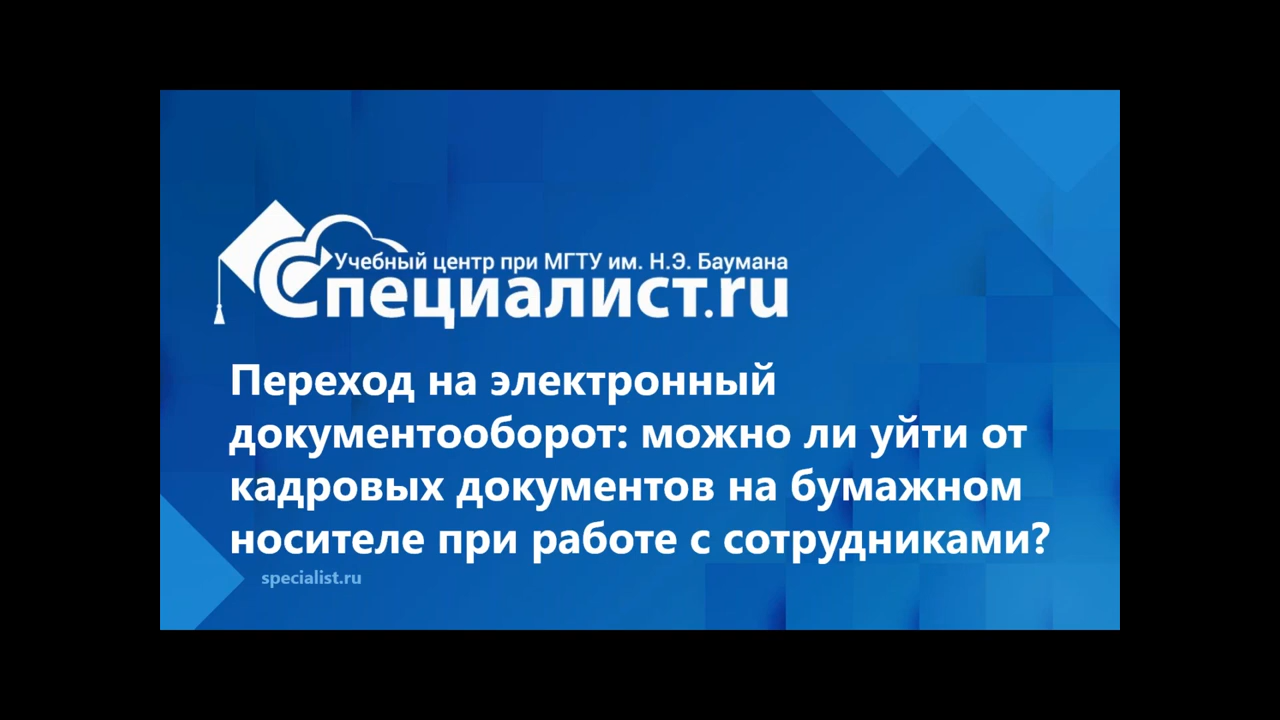 Учебный центр при МГТУ им. Н.Э. Баумана
Специалист.ru
Переход на электронный
документооборот: можно ли уйти от
кадровых документов на бумажном
носителе при работе с сотрудниками?
specialist.ru